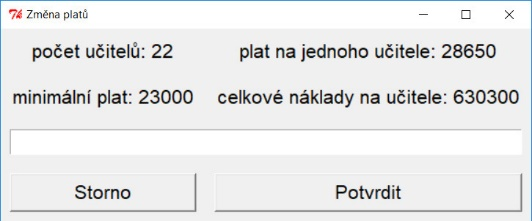 Změna platů
počet učitelů: 22 plat na jednoho učitele: 28650
minimální plat: 23000 celkové náklady na učitele: 630300
Storno Potvrdit